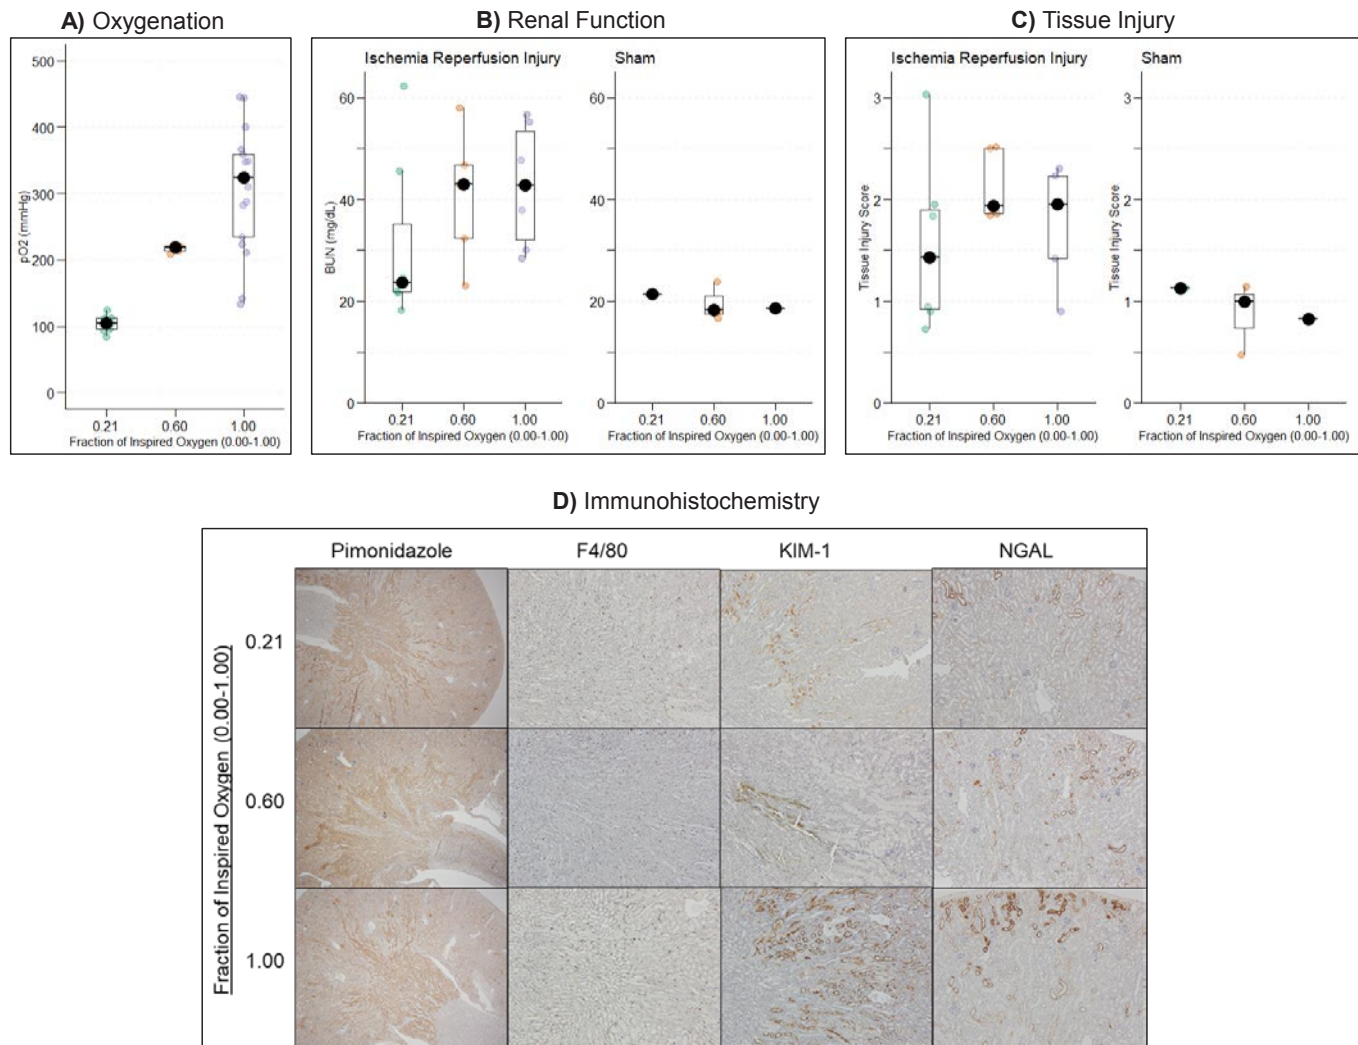 A) Oxygenation
B) Renal Function
C) Tissue Injury
500
400
300
200
100
0
pO2 (mmHg)
0.21 0.60 1.00
Fraction of Inspired Oxygen (0.00-1.00)
Ischemia Reperfusion Injury
60
40
20
0
BUN (mg/dL)
0.21 0.60 1.00
Fraction of Inspired Oxygen (0.00-1.00)
Sham
60
40
20
0
0.21 0.60 1.00
Fraction of Inspired Oxygen (0.00-1.00)
Ischemia Reperfusion Injury
3
2
1
0
Tissue Injury Score
0.21 0.60 1.00
Fraction of Inspired Oxygen (0.00-1.00)
Sham
3
2
1
0
Tissue Injury Score
0.21 0.60 1.00
Fraction of Inspired Oxygen (0.00-1.00)
D) Immunohistochemistry
Pimonidazole F4/80 KIM-1 NGAL
Fraction of Inspired Oxygen (0.00-1.00)
0.21
0.60
1.00